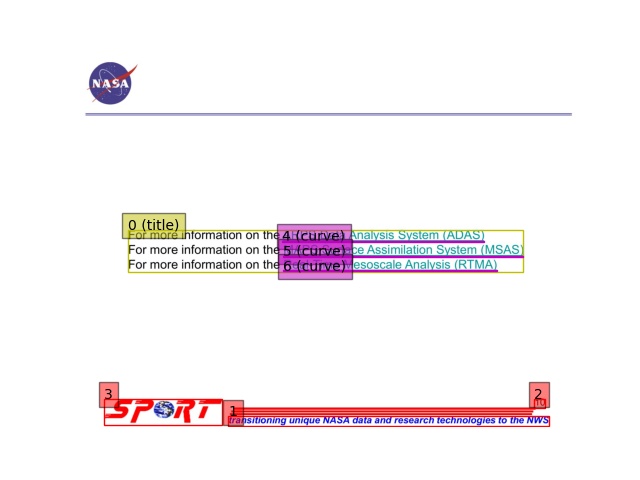 NASA
0 (title)
For more information on the 4 (curve) Analysis System (ADAS)
For more information on the 5 (curve) Assimilation System (MSAS)
For more information on the 6 (curve) Mesoscale Analysis (RTMA)
3
2
SPORT
1
transitioning unique NASA data and research technologies to the NWS